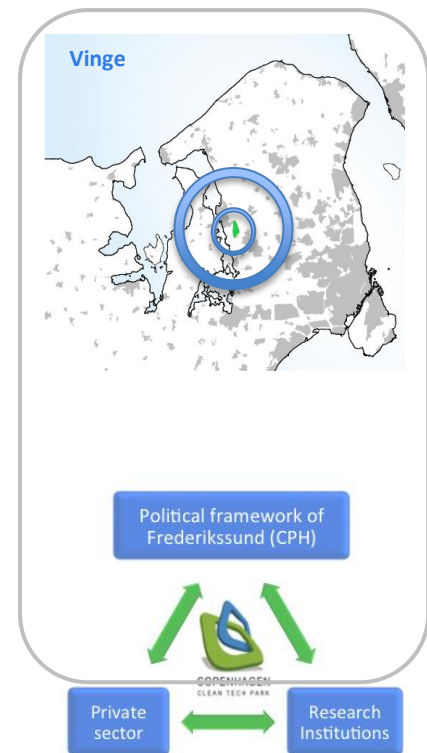 Vinge
Political framework of
Frederikssund (CPH)
COPENHAGEN
CLEAN TECH PARK
Private
sector
Research
Institutions